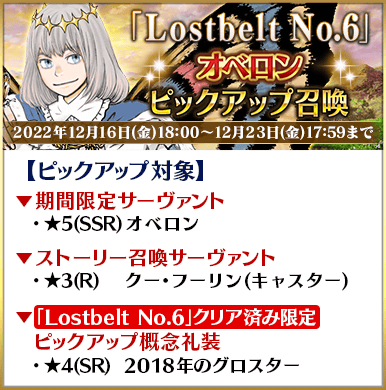 「Lostbelt No.6」
オベロン
ピックアップ召喚
2022年12月16日(金)18:00～12月23日(金)17:59まで
【ピックアップ対象】
▼期間限定サーヴァント
・★5(SSR)オベロン
▼ストーリー召喚サーヴァント
・★3(R) クー・フーリン(キャスター)
▼「Lostbelt No.6」クリア済み限定
ピックアップ概念礼装
・★4(SR) 2018年のグロスター